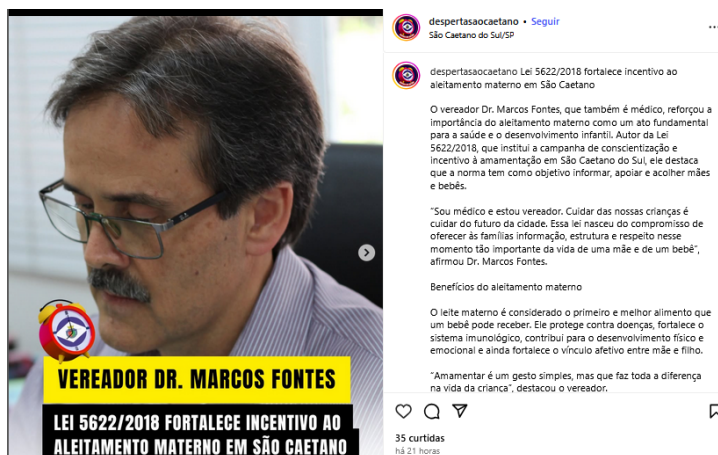 VEREADOR DR. MARCOS FONTES
LEI 5622/2018 FORTALECE INCENTIVO AO
ALEITAMENTO MATERNO EM SÃO CAETANO
despertasaocaetano • Seguir
São Caetano do Sul/SP
despertasaocaetano Lei 5622/2018 fortalece incentivo ao
aleitamento materno em São Caetano
O vereador Dr. Marcos Fontes, que também é médico, reforçou a
importância do aleitamento materno como um ato fundamental
para a saúde e o desenvolvimento infantil. Autor da Lei
5622/2018, que institui a campanha de conscientização e
incentivo à amamentação em São Caetano do Sul, ele destaca
que a norma tem como objetivo informar, apoiar e acolher mães
e bebês.
"Sou médico e estou vereador. Cuidar das nossas crianças é
cuidar do futuro da cidade. Essa lei nasceu do compromisso de
oferecer às famílias informação, estrutura e respeito nesse
momento tão importante da vida de uma mãe e de um bebê",
afirmou Dr. Marcos Fontes.
Benefícios do aleitamento materno
O leite materno é considerado o primeiro e melhor alimento que
um bebê pode receber. Ele protege contra doenças, fortalece o
sistema imunológico, contribui para o desenvolvimento físico e
emocional e ainda fortalece o vínculo afetivo entre mãe e filho.
"Amamentar é um gesto simples, mas que faz toda a diferença
na vida da criança", destacou o vereador.
35 curtidas
há 21 horas